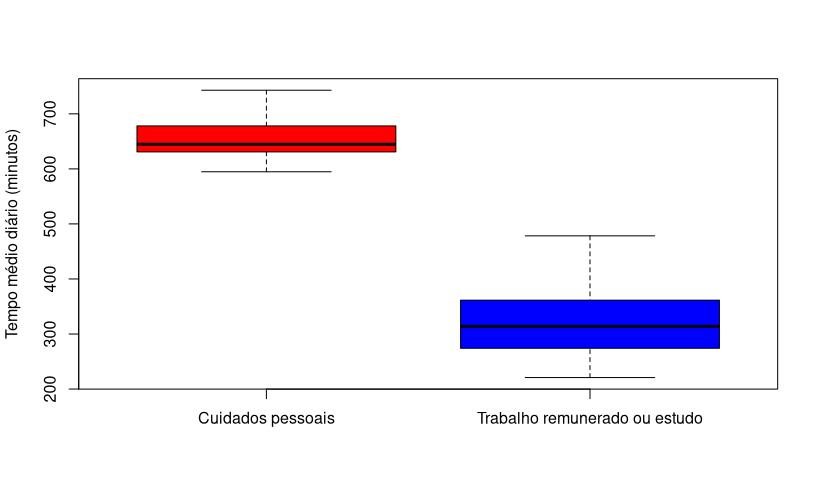 Tempo médio diário (minutos)
700
600
500
400
300
200
Cuidados pessoais
Trabalho remunerado ou estudo